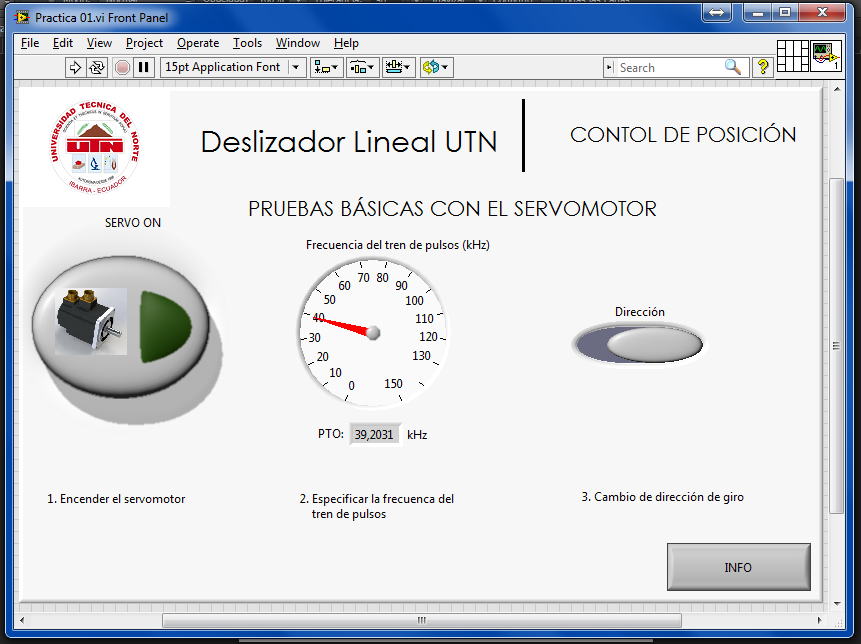 Practica 01.vi Front Panel
File Edit View Project Operate Tools Window Help
15pt Application Font
Search
?
1
UNIVERSIDAD TECNICA DEL NORTE
UTN
IBARRA - ECUADOR
Deslizador Lineal UTN
CONTOL DE POSICIÓN
PRUEBAS BÁSICAS CON EL SERVOMOTOR
SERVO ON
Frecuencia del tren de pulsos (kHz)
0
10
20
30
40
50
60
70
80
90
100
110
120
130
150
Dirección
PTO: 39,2031 kHz
1. Encender el servomotor
2. Especificar la frecuenca del
tren de pulsos
3. Cambio de dirección de giro
INFO